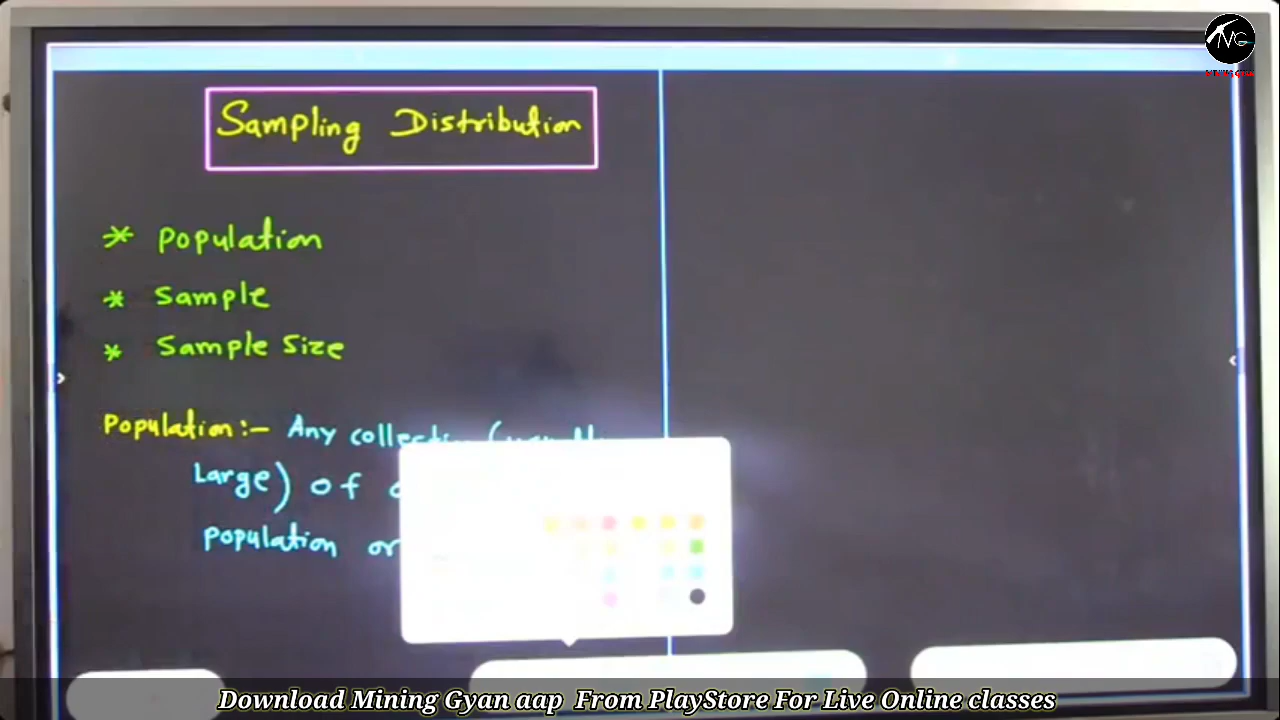 Sampling Distribution
* Population
* Sample
* Sample Size
Population:- Any
Large) of
population or
Download Mining Gyan aap From PlayStore For Live Online classes